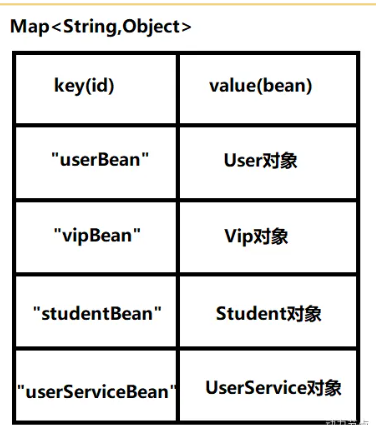 Map<String,Object>
key(id) value(bean)
"userBean" User对象
"vipBean" Vip对象
"studentBean" Student对象
"userServiceBean" UserService对象